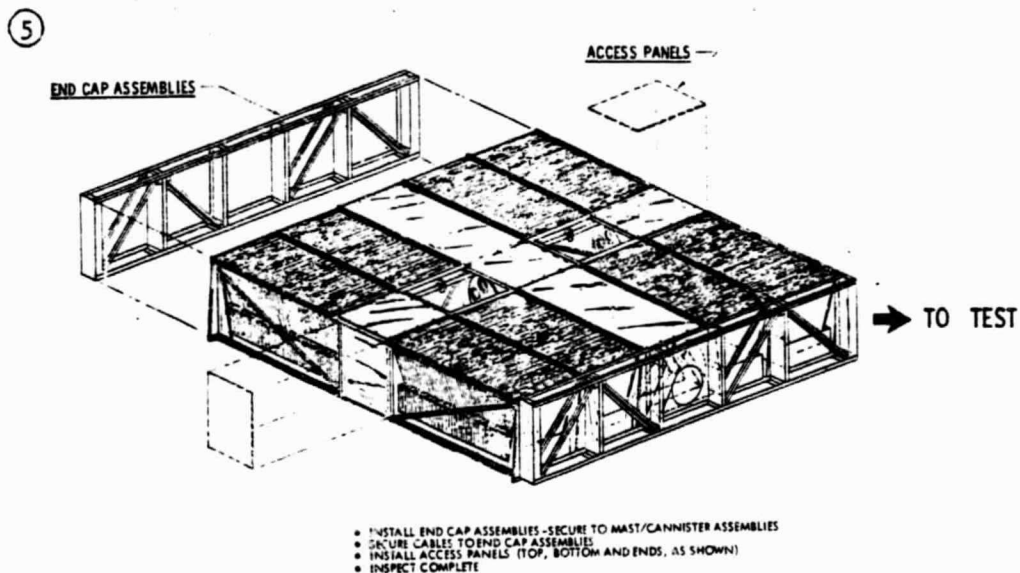 5
ACCESS PANELS
END CAP ASSEMBLIES
TO TEST
• INSTALL END CAP ASSEMBLIES - SECURE TO MAST/CANNISTER ASSEMBLIES
• SECURE CABLES TO END CAP ASSEMBLIES
• INSTALL ACCESS PANELS (TOP, BOTTOM AND ENDS, AS SHOWN)
• INSPECT COMPLETE